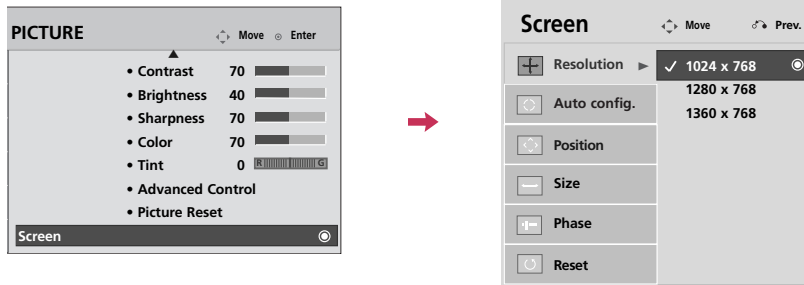 PICTURE
Move Enter
• Contrast 70
• Brightness 40
• Sharpness 70
• Color 70
• Tint 0 R G
• Advanced Control
• Picture Reset
Screen
Screen
Move Prev.
Resolution ► ✓ 1024 x 768
1280 x 768
1360 x 768
Auto config.
Position
Size
Phase
Reset